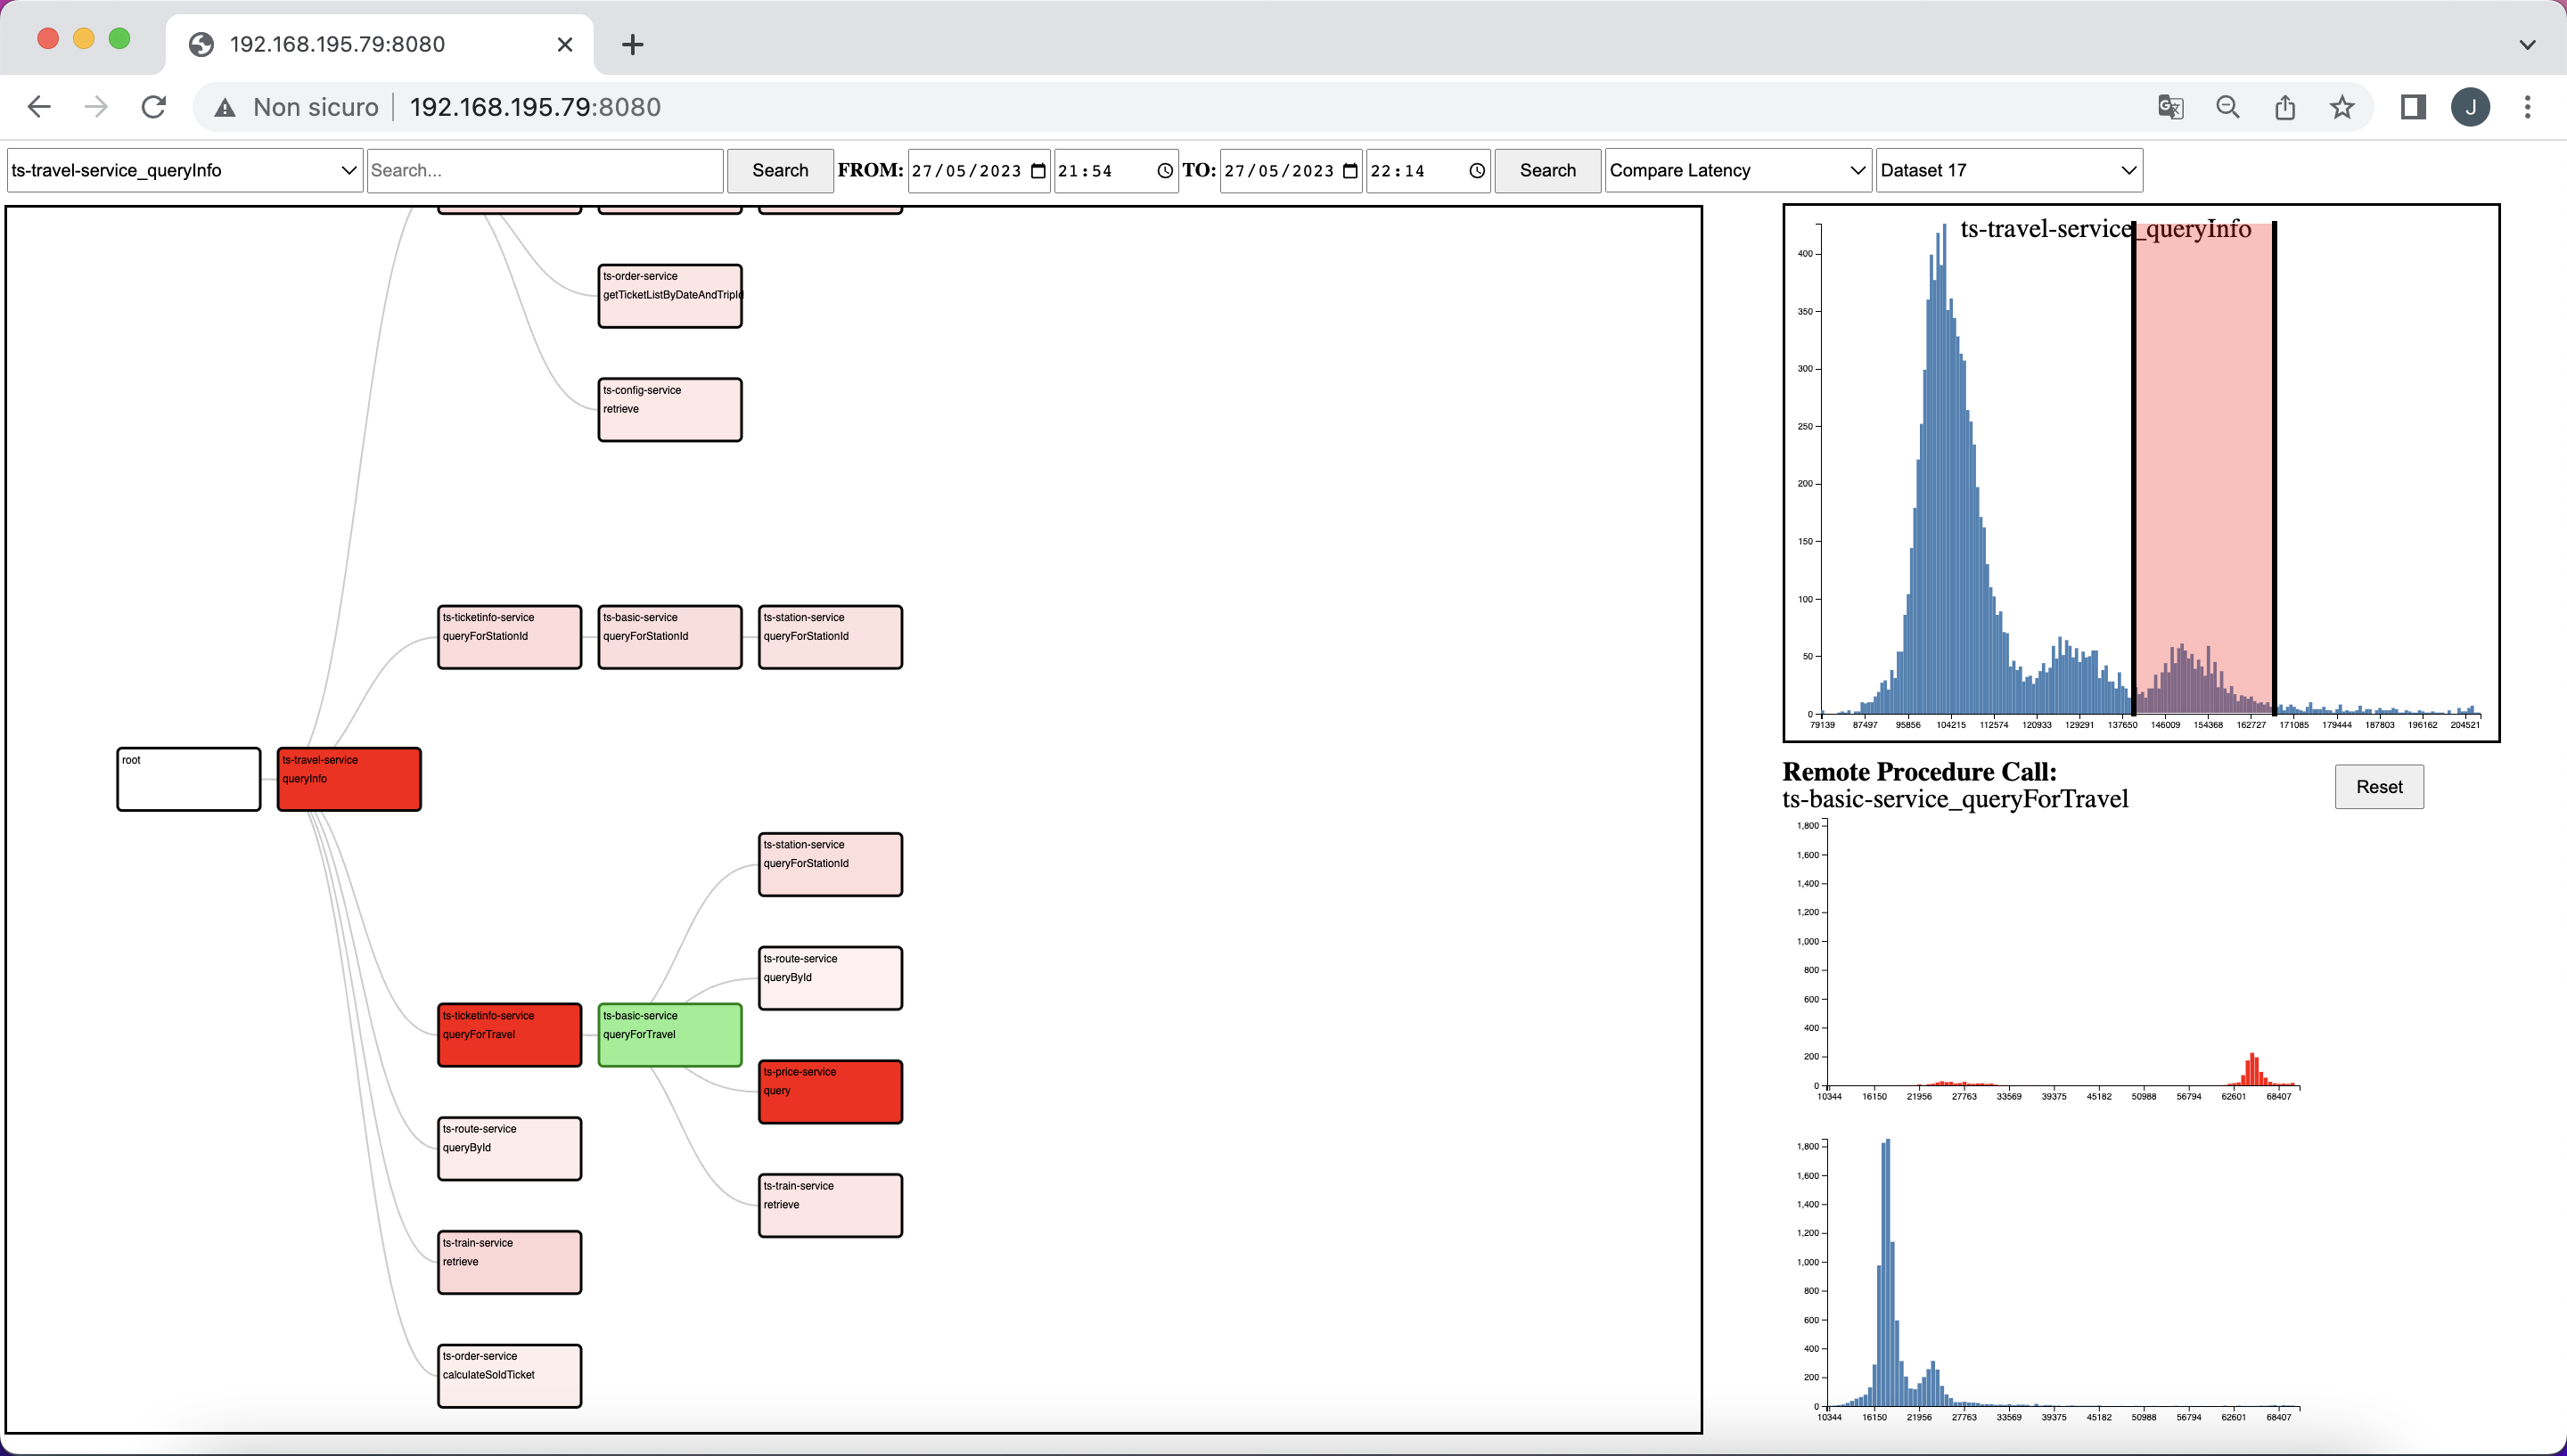 192.168.195.79:8080
Non sicuro 192.168.195.79:8080
J
ts-travel-service_queryInfo Search... Search FROM: 27/05/2023 21:54 TO: 27/05/2023 22:14 Search Compare Latency Dataset 17
ts-order-service
getTicketListByDateAndTripId
ts-config-service
retrieve
ts-ticketinfo-service
queryForStationId
ts-basic-service
queryForStationId
ts-station-service
queryForStationId
root
ts-travel-service
queryInfo
ts-station-service
queryForStationId
ts-route-service
queryById
ts-ticketinfo-service
queryForTravel
ts-basic-service
queryForTravel
ts-price-service
query
ts-route-service
queryById
ts-train-service
retrieve
ts-train-service
retrieve
ts-order-service
calculateSoldTicket
ts-travel-service_queryInfo
400
350
300
250
200
150
100
50
0
79139 87497 95856 104215 112574 120933 129291 137650 146009 154368 162727 171085 179444 187803 196162 204521
Remote Procedure Call:
ts-basic-service_queryForTravel
Reset
1,800
1,600
1,400
1,200
1,000
800
600
400
200
0
10344 16150 21956 27763 33569 39375 45182 50988 56794 62601 68407
1,800
1,600
1,400
1,200
1,000
800
600
400
200
0
10344 16150 21956 27763 33569 39375 45182 50988 56794 62601 68407